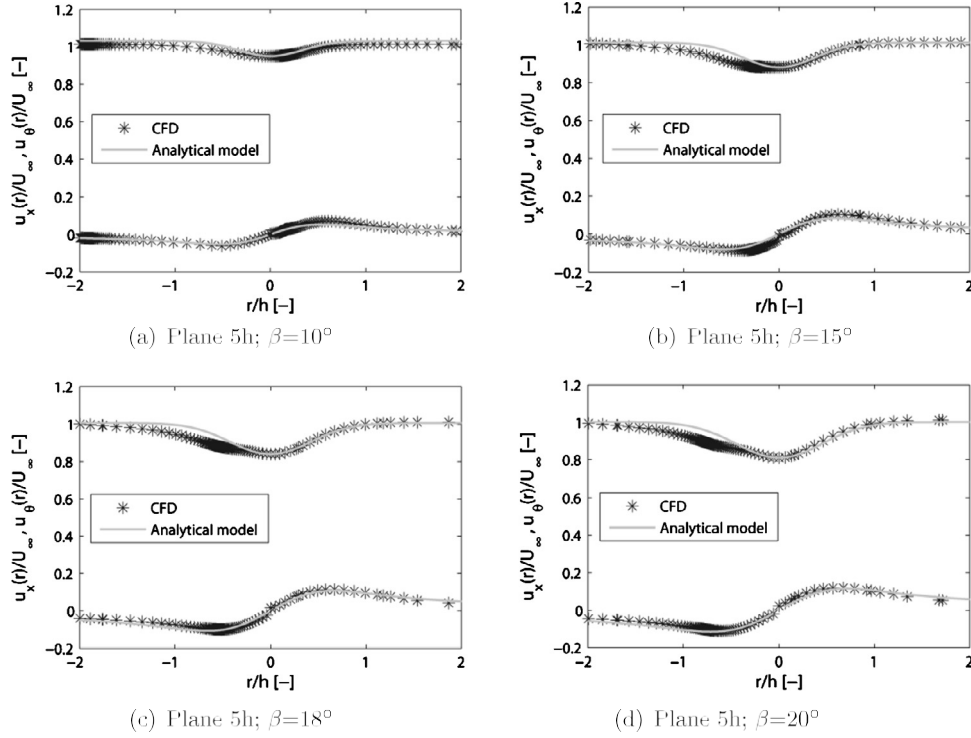 1.2
1
0.8
0.6
0.4
0.2
0
−0.2
u_x(r)/U_∞ , u_θ(r)/U_∞ [−]
CFD
Analytical model
−2 −1 0 1 2
r/h [−]
(a) Plane 5h; β=10°
1.2
1
0.8
0.6
0.4
0.2
0
−0.2
u_x(r)/U_∞ , u_θ(r)/U_∞ [−]
CFD
Analytical model
−2 −1 0 1 2
r/h [−]
(b) Plane 5h; β=15°
1.2
1
0.8
0.6
0.4
0.2
0
−0.2
u_x(r)/U_∞ , u_θ(r)/U_∞ [−]
CFD
Analytical model
−2 −1 0 1 2
r/h [−]
(c) Plane 5h; β=18°
1.2
1
0.8
0.6
0.4
0.2
0
−0.2
u_x(r)/U_∞ , u_θ(r)/U_∞ [−]
CFD
Analytical model
−2 −1 0 1 2
r/h [−]
(d) Plane 5h; β=20°